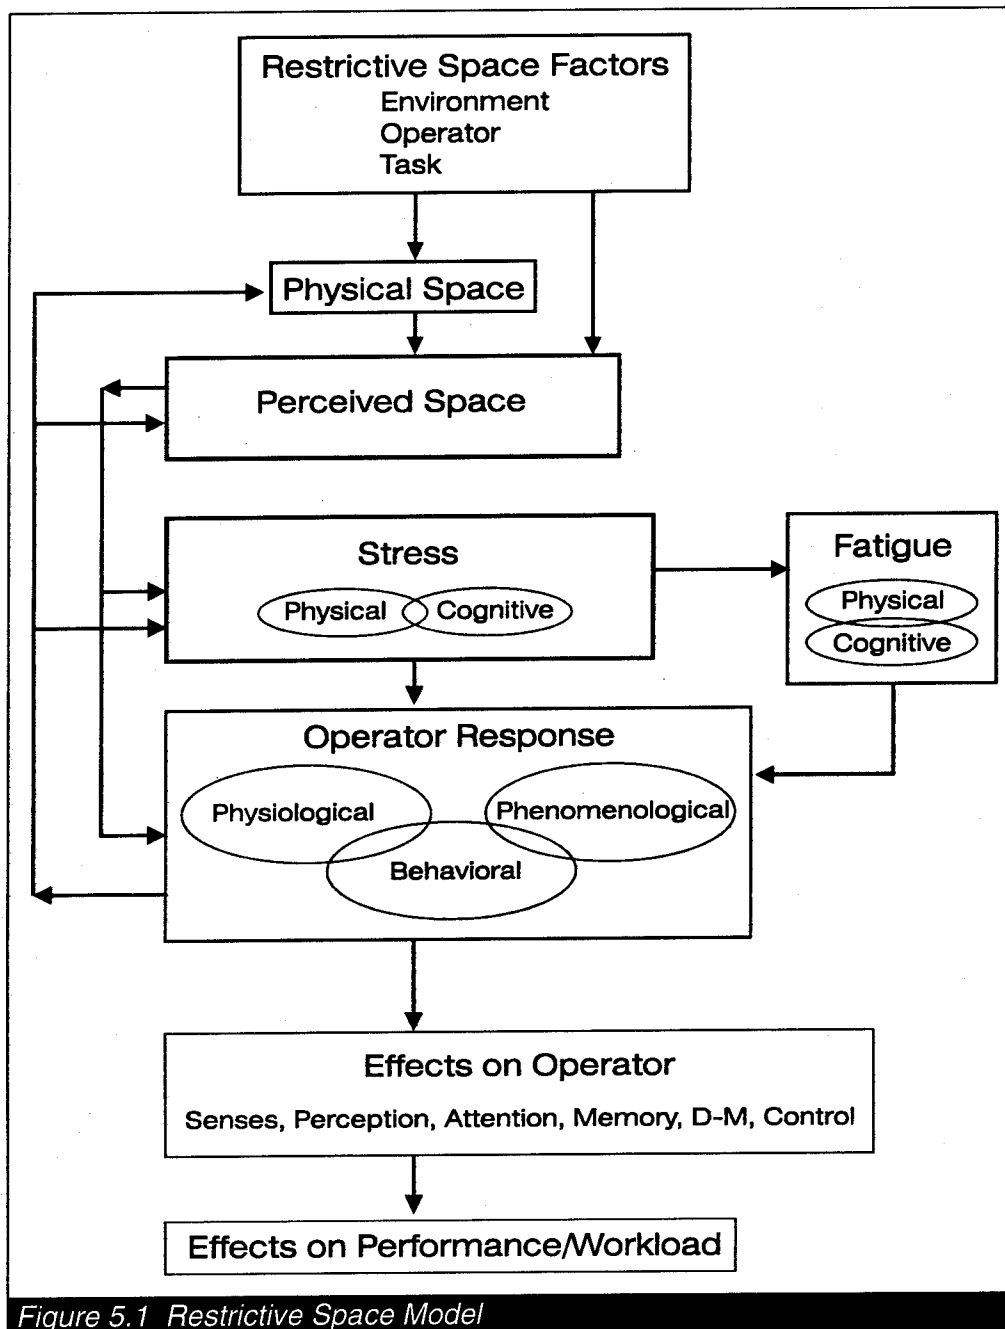 Restrictive Space Factors
Environment
Operator
Task
Physical Space
Perceived Space
Stress
Physical
Cognitive
Fatigue
Physical
Cognitive
Operator Response
Physiological
Phenomenological
Behavioral
Effects on Operator
Senses, Perception, Attention, Memory, D-M, Control
Effects on Performance/Workload
Figure 5.1 Restrictive Space Model